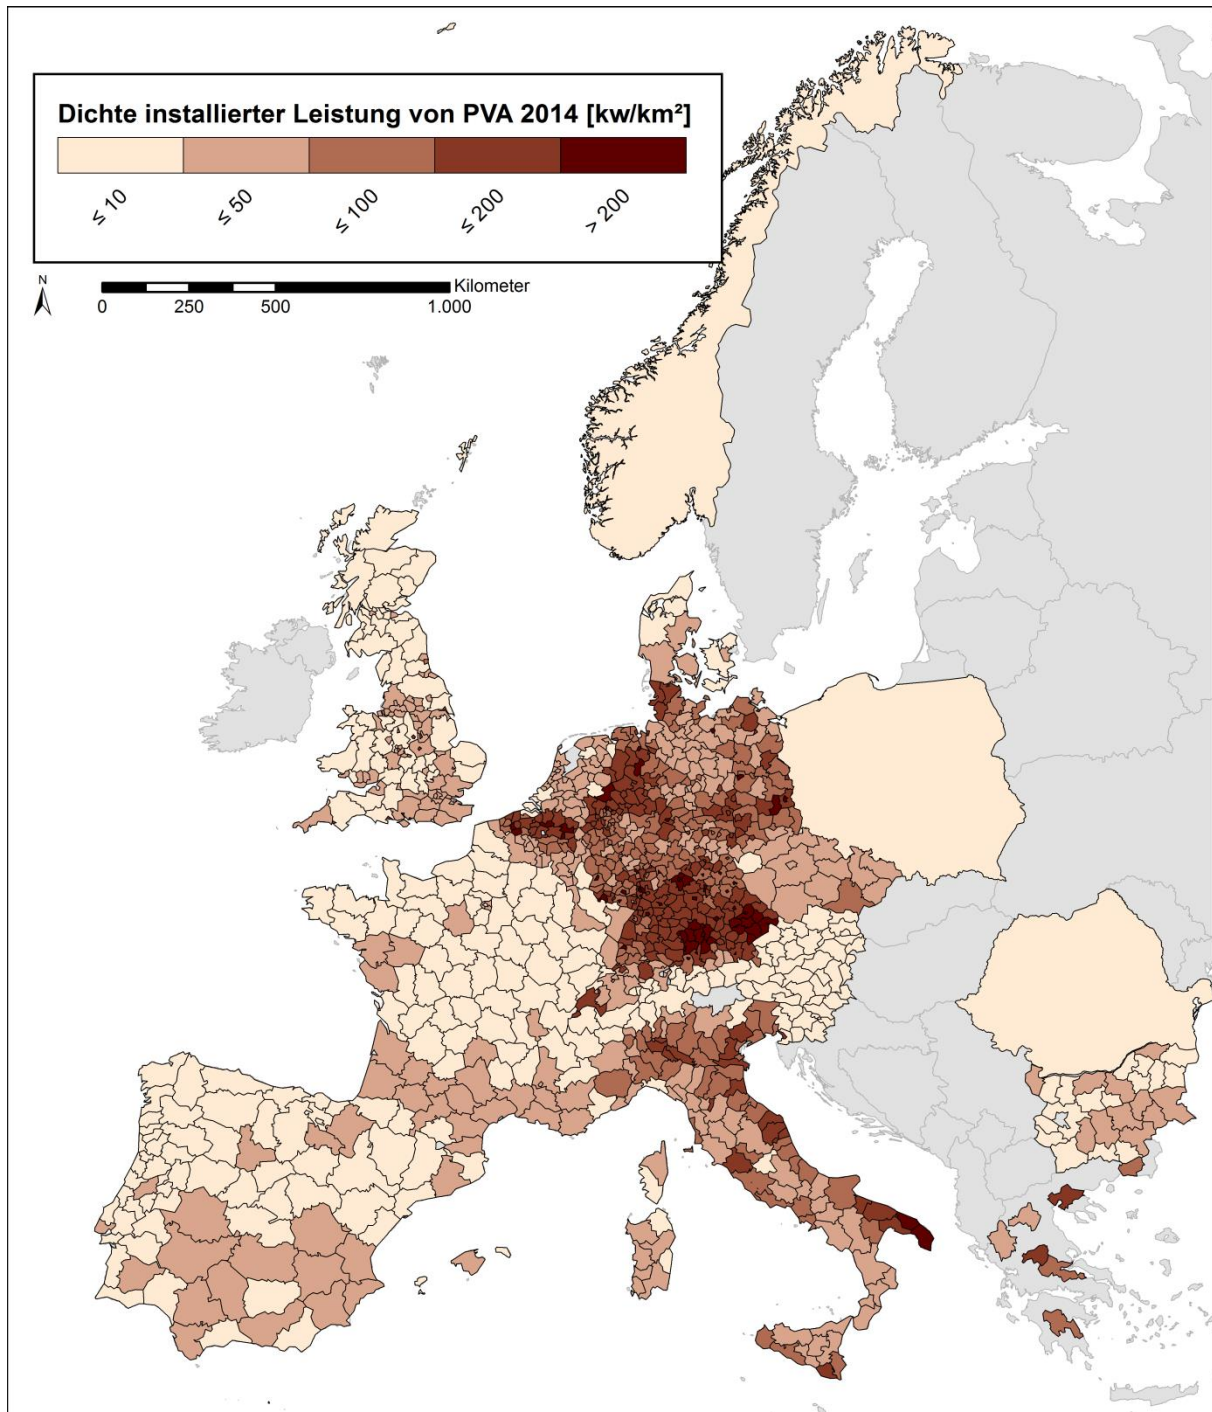 Dichte installierter Leistung von PVA 2014 [kw/km²]
≤ 10 ≤ 50 ≤ 100 ≤ 200 > 200
N
Kilometer
0 250 500 1.000